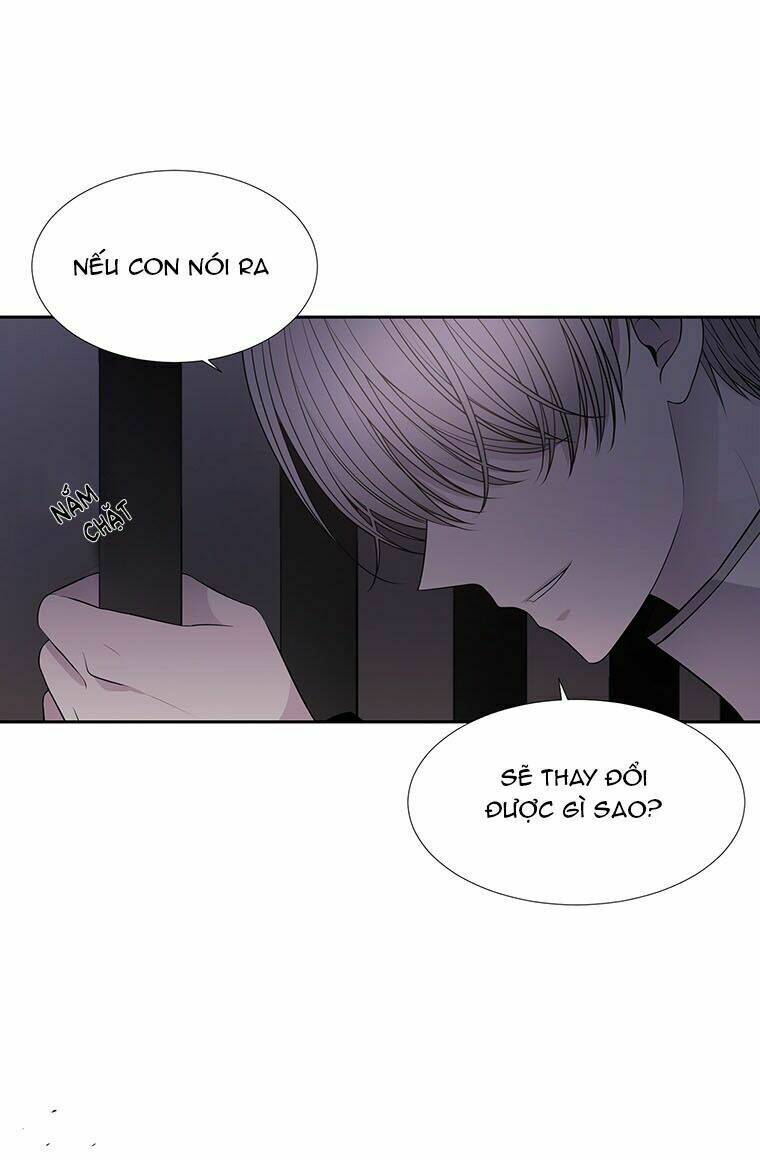 NẾU CON NÓI RA
NẮM
CHẶT
SẼ THAY ĐỔI
ĐƯỢC GÌ SAO?